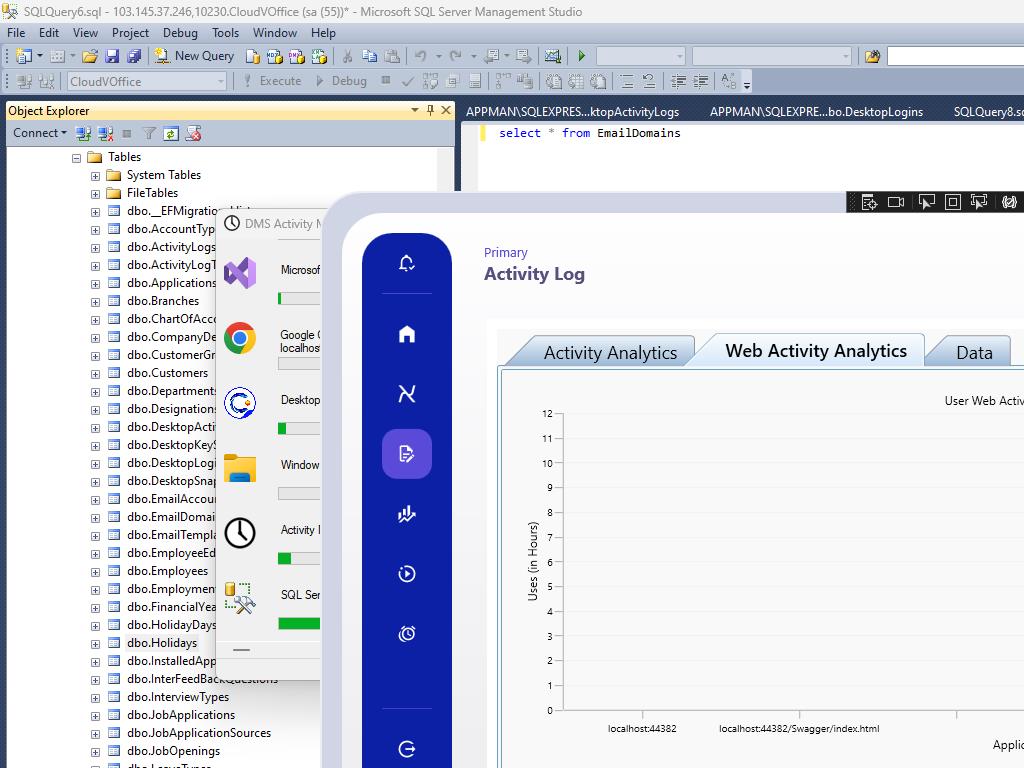 SQLQuery6.sql - 103.145.37.246,10230.CloudVOffice (sa (55))* - Microsoft SQL Server Management Studio
File Edit View Project Debug Tools Window Help
New Query
CloudVOffice
Execute Debug
Object Explorer
Connect
Tables
System Tables
FileTables
dbo.__EFMigration
dbo.AccountTyp
dbo.ActivityLogs
dbo.ActivityLogT
dbo.Applications
dbo.Branches
dbo.ChartOfAcco
dbo.CompanyDe
dbo.CustomerGr
dbo.Customers
dbo.Departments
dbo.Designations
dbo.DesktopActi
dbo.DesktopKeyS
dbo.DesktopLogi
dbo.DesktopSnap
dbo.EmailAccou
dbo.EmailDomai
dbo.EmailTempla
dbo.EmployeeEd
dbo.Employees
dbo.Employmen
dbo.FinancialYea
dbo.HolidayDays
dbo.Holidays
dbo.InstalledApp
dbo.InterFeedBackQuestions
dbo.InterviewTypes
dbo.JobApplications
dbo.JobApplicationSources
dbo.JobOpenings
APPMAN\SQLEXPRES...ktopActivityLogs APPMAN\SQLEXPRE...bo.DesktopLogins SQLQuery8.sq
select * from EmailDomains
DMS Activity M
Microsof
Google C
localhost
Desktop
Window
Activity
SQL Ser
Primary
Activity Log
Activity Analytics Web Activity Analytics Data
User Web Activ
Uses (in Hours)
12
11
10
9
8
7
6
5
4
3
2
1
0
localhost:44382 localhost:44382/Swagger/index.html
Applic